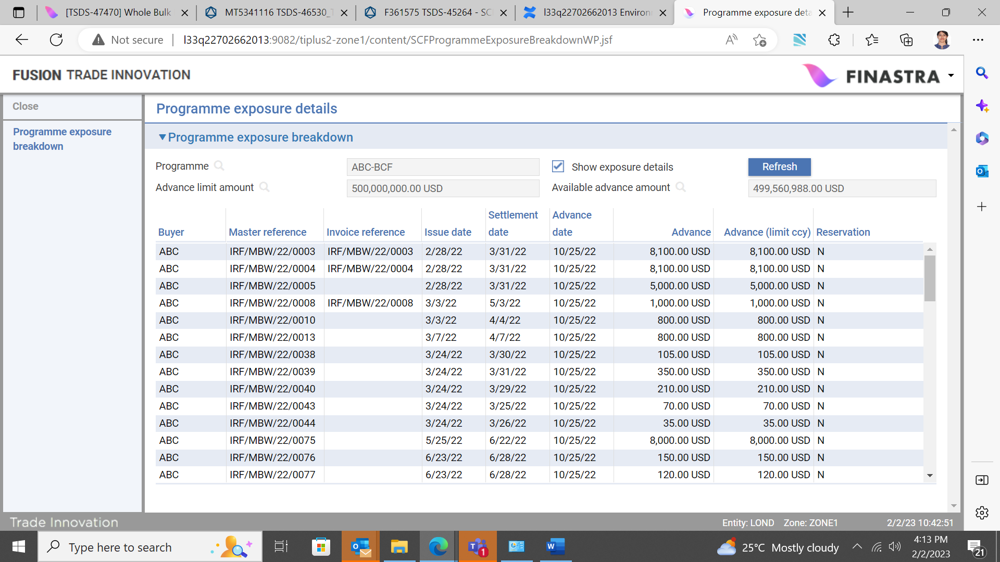 [TSDS-47470] Whole Bulk
MT5341116 TSDS-46530_
F361575 TSDS-45264 - SC
l33q22702662013 Environ
Programme exposure deta
Not secure
l33q22702662013:9082/tiplus2-zone1/content/SCFProgrammeExposureBreakdownWP.jsf
FUSION TRADE INNOVATION
FINASTRA
Close
Programme exposure details
Programme exposure
breakdown
Programme exposure breakdown
Programme ABC-BCF Show exposure details Refresh
Advance limit amount 500,000,000.00 USD Available advance amount 499,560,988.00 USD
Buyer Master reference Invoice reference Issue date Settlement date Advance date Advance Advance (limit ccy) Reservation
ABC IRF/MBW/22/0003 IRF/MBW/22/0003 2/28/22 3/31/22 10/25/22 8,100.00 USD 8,100.00 USD N
ABC IRF/MBW/22/0004 IRF/MBW/22/0004 2/28/22 3/31/22 10/25/22 8,100.00 USD 8,100.00 USD N
ABC IRF/MBW/22/0005 2/28/22 3/31/22 10/25/22 5,000.00 USD 5,000.00 USD N
ABC IRF/MBW/22/0008 IRF/MBW/22/0008 3/3/22 5/3/22 10/25/22 1,000.00 USD 1,000.00 USD N
ABC IRF/MBW/22/0010 3/3/22 4/4/22 10/25/22 800.00 USD 800.00 USD N
ABC IRF/MBW/22/0013 3/7/22 4/7/22 10/25/22 800.00 USD 800.00 USD N
ABC IRF/MBW/22/0038 3/24/22 3/30/22 10/25/22 105.00 USD 105.00 USD N
ABC IRF/MBW/22/0039 3/24/22 3/31/22 10/25/22 350.00 USD 350.00 USD N
ABC IRF/MBW/22/0040 3/24/22 3/29/22 10/25/22 210.00 USD 210.00 USD N
ABC IRF/MBW/22/0043 3/24/22 3/25/22 10/25/22 70.00 USD 70.00 USD N
ABC IRF/MBW/22/0044 3/24/22 3/26/22 10/25/22 35.00 USD 35.00 USD N
ABC IRF/MBW/22/0075 5/25/22 6/22/22 10/25/22 8,000.00 USD 8,000.00 USD N
ABC IRF/MBW/22/0076 6/23/22 6/28/22 10/25/22 150.00 USD 150.00 USD N
ABC IRF/MBW/22/0077 6/23/22 6/28/22 10/25/22 120.00 USD 120.00 USD N
Trade Innovation
Entity: LOND Zone: ZONE1 2/2/23 10:42:51
Type here to search
1
25°C Mostly cloudy
4:13 PM
2/2/2023
21